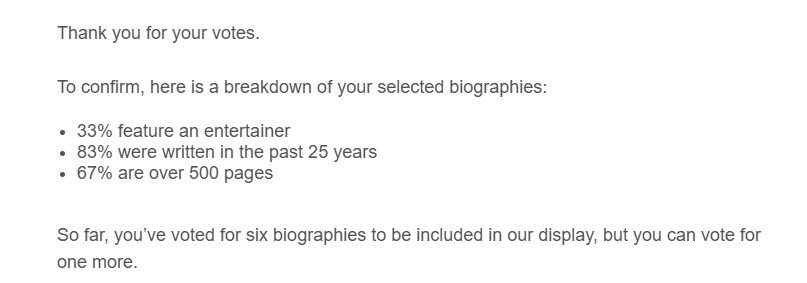 Thank you for your votes.
To confirm, here is a breakdown of your selected biographies:
• 33% feature an entertainer
• 83% were written in the past 25 years
• 67% are over 500 pages
So far, you’ve voted for six biographies to be included in our display, but you can vote for
one more.